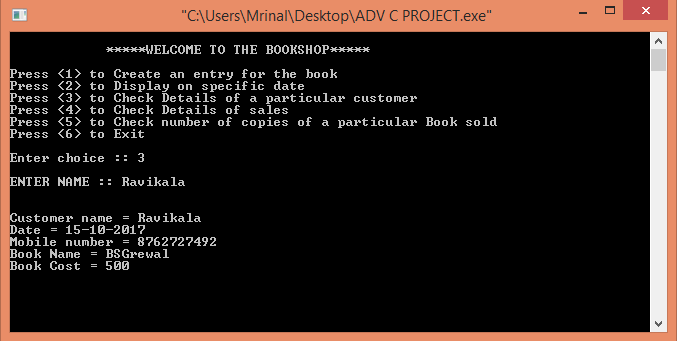 "C:\Users\Mrinal\Desktop\ADV C PROJECT.exe"
*****WELCOME TO THE BOOKSHOP*****
Press <1> to Create an entry for the book
Press <2> to Display on specific date
Press <3> to Check Details of a particular customer
Press <4> to Check Details of sales
Press <5> to Check number of copies of a particular Book sold
Press <6> to Exit
Enter choice :: 3
ENTER NAME :: Ravikala
Customer name = Ravikala
Date = 15-10-2017
Mobile number = 8762727492
Book Name = BSGrewal
Book Cost = 500